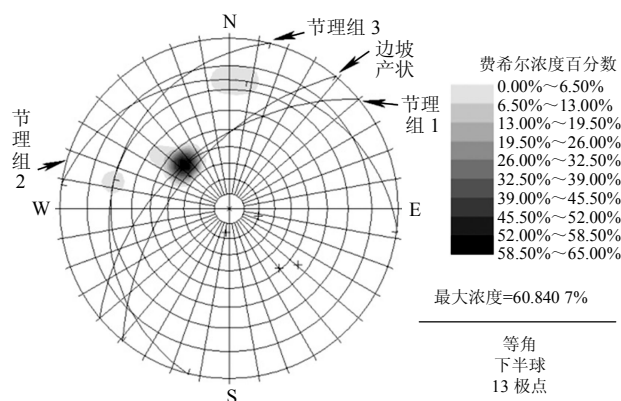 N
节理组 3
边坡
产状
节理
组 1
节
理
组
2
W
E
S
费希尔浓度百分数
0.00%～6.50%
6.50%～13.00%
13.00%～19.50%
19.50%～26.00%
26.00%～32.50%
32.50%～39.00%
39.00%～45.50%
45.50%～52.00%
52.00%～58.50%
58.50%～65.00%
最大浓度=60.840 7%
等角
下半球
13 极点